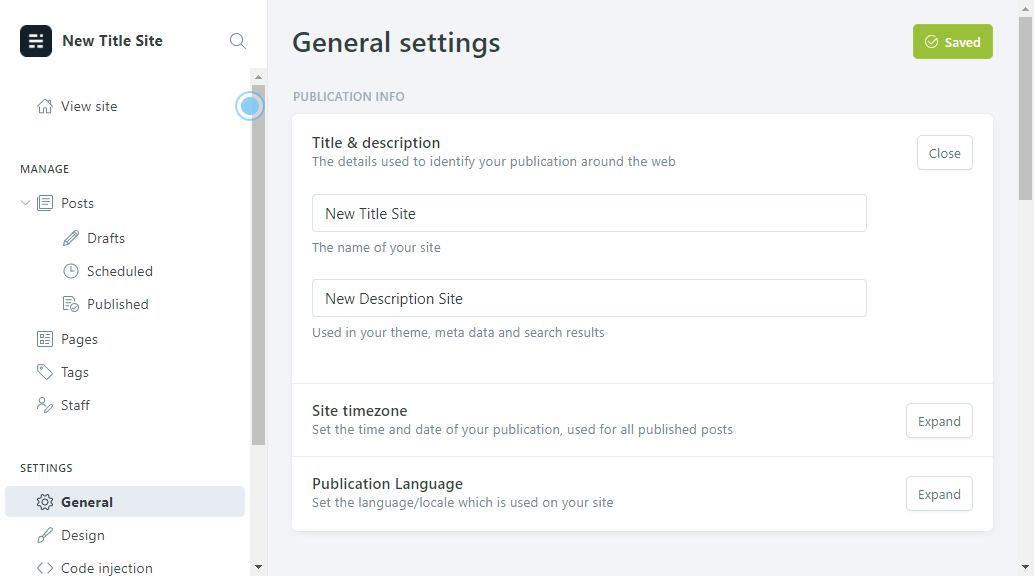 New Title Site
View site
MANAGE
Posts
Drafts
Scheduled
Published
Pages
Tags
Staff
SETTINGS
General
Design
Code injection
General settings
Saved
PUBLICATION INFO
Title & description
The details used to identify your publication around the web
Close
New Title Site
The name of your site
New Description Site
Used in your theme, meta data and search results
Site timezone
Set the time and date of your publication, used for all published posts
Expand
Publication Language
Set the language/locale which is used on your site
Expand